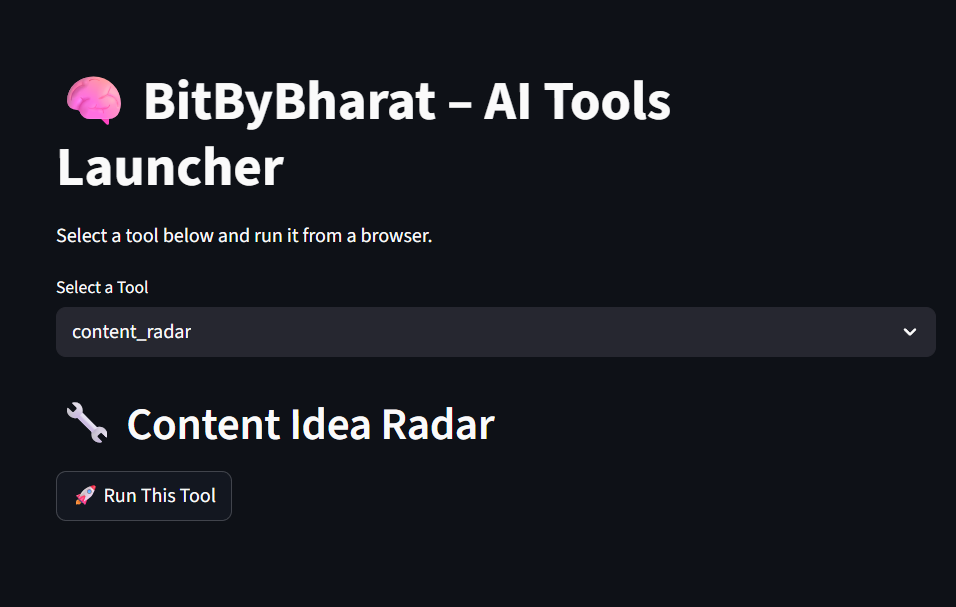 🧠 BitByBharat – AI Tools
Launcher
Select a tool below and run it from a browser.
Select a Tool
content_radar
🔧 Content Idea Radar
🚀 Run This Tool